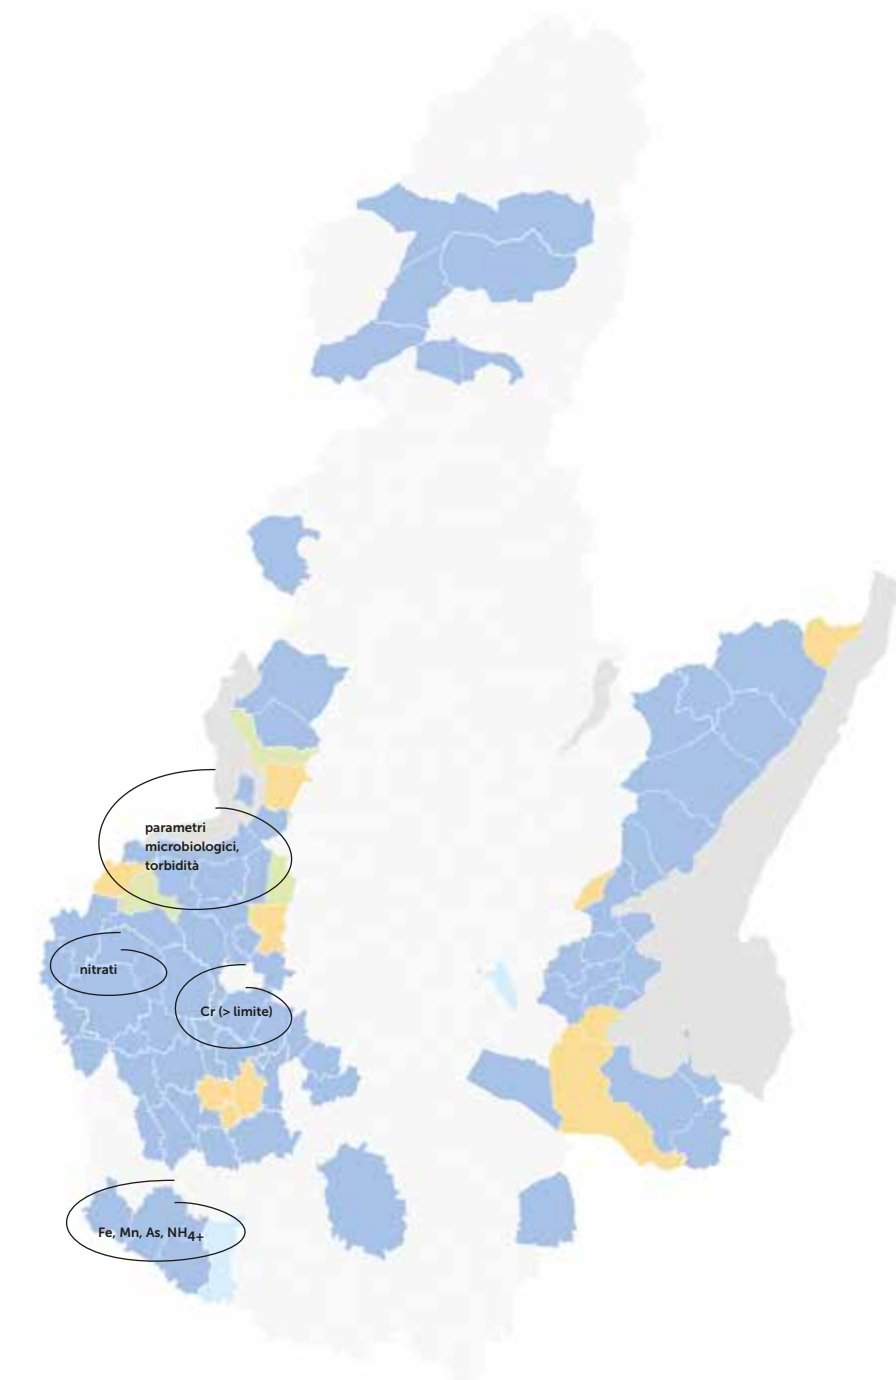 parametri
microbiologici,
torbidità
nitrati
Cr (> limite)
Fe, Mn, As, NH4+